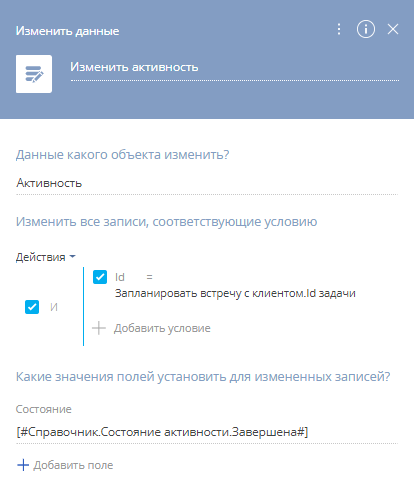 Изменить данные
Изменить активность
Данные какого объекта изменить?
Активность
Изменить все записи, соответствующие условию
Действия
Id =
Запланировать встречу с клиентом.Id задачи
И
Добавить условие
Какие значения полей установить для измененных записей?
Состояние
[#Справочник.Состояние активности.Завершена#]
Добавить поле